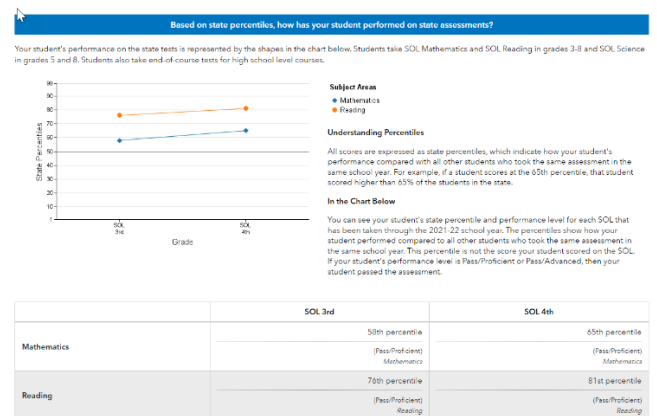 Based on state percentiles, how has your student performed on state assessments?
Your student's performance on the state tests is represented by the shapes in the chart below. Students take SOL Mathematics and SOL Reading in grades 3-8 and SOL Science
in grades 5 and 8. Students also take end-of-course tests for high school level courses.
State Percentiles
90
80
70
60
50
40
30
20
10
1
SOL
3rd
SOL
4th
Grade
Subject Areas
Mathematics
Reading
Understanding Percentiles
All scores are expressed as state percentiles, which indicate how your student's
performance compared with all other students who took the same assessment in the
same school year. For example, if a student scores at the 65th percentile, that student
scored higher than 65% of the students in the state.
In the Chart Below
You can see your student's state percentile and performance level for each SOL that
has been taken through the 2021-22 school year. The percentiles show how your
student performed compared to all other students who took the same assessment in
the same school year. This percentile is not the score your student scored on the SOL.
If your student's performance level is Pass/Proficient or Pass/Advanced, then your
student passed the assessment.
SOL 3rd
SOL 4th
Mathematics
58th percentile
65th percentile
(Pass/Proficient)
(Pass/Proficient)
Mathematics
Mathematics
Reading
76th percentile
81st percentile
(Pass/Proficient)
(Pass/Proficient)
Reading
Reading